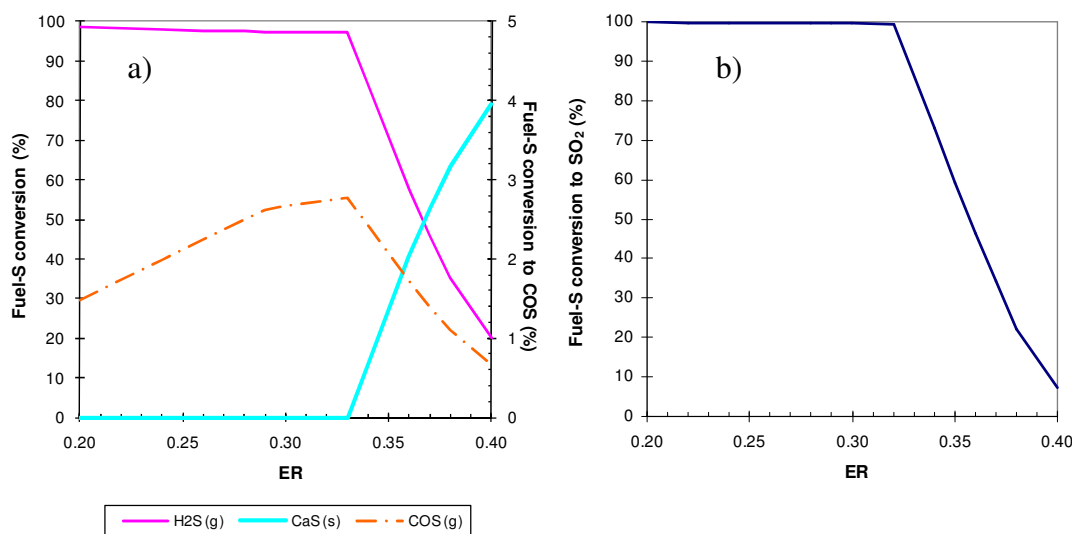 a)
Fuel-S conversion (%)
100
90
80
70
60
50
40
30
20
10
0
5
4
3
2
1
0
Fuel-S conversion to COS (%)
0.20 0.25 0.30 0.35 0.40
ER
H2S(g) CaS(s) COS(g)
b)
Fuel-S conversion to SO₂ (%)
100
90
80
70
60
50
40
30
20
10
0
0.20 0.25 0.30 0.35 0.40
ER